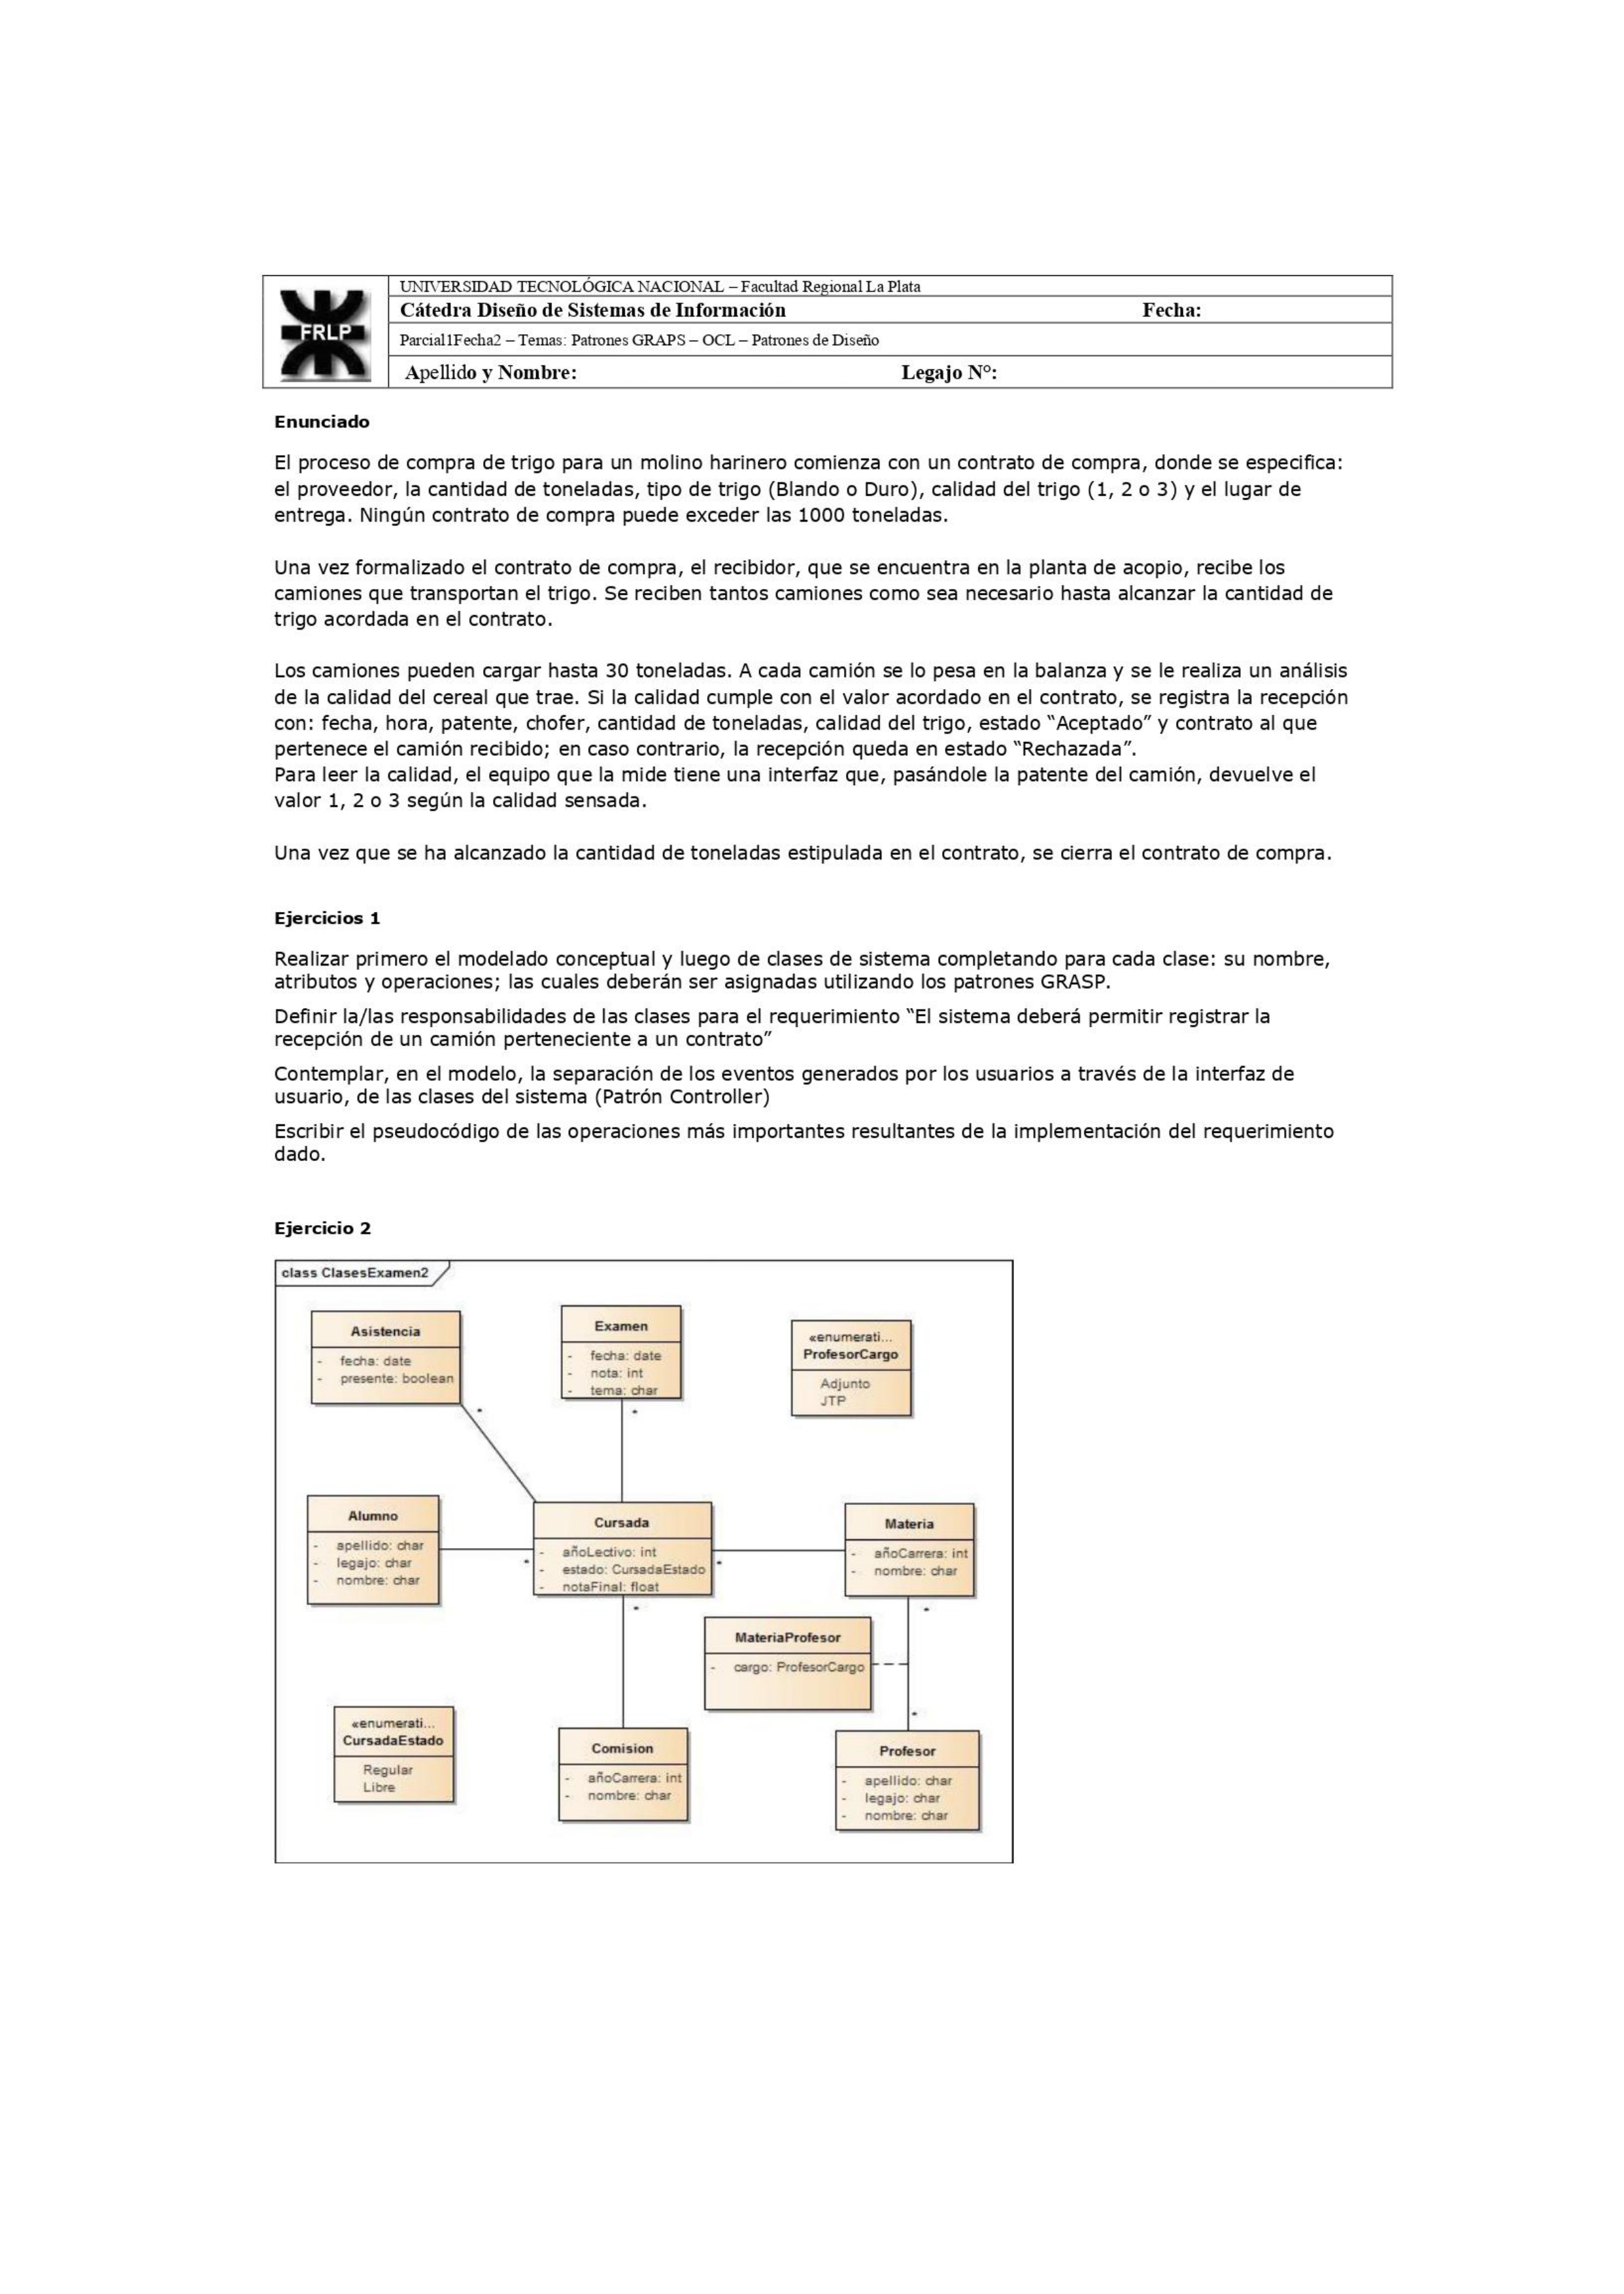 FRLP
UNIVERSIDAD TECNOLÓGICA NACIONAL – Facultad Regional La Plata
Cátedra Diseño de Sistemas de Información Fecha:
Parcial1Fecha2 – Temas: Patrones GRAPS – OCL – Patrones de Diseño
Apellido y Nombre: Legajo N°:
Enunciado
El proceso de compra de trigo para un molino harinero comienza con un contrato de compra, donde se especifica:
el proveedor, la cantidad de toneladas, tipo de trigo (Blando o Duro), calidad del trigo (1, 2 o 3) y el lugar de
entrega. Ningún contrato de compra puede exceder las 1000 toneladas.
Una vez formalizado el contrato de compra, el recibidor, que se encuentra en la planta de acopio, recibe los
camiones que transportan el trigo. Se reciben tantos camiones como sea necesario hasta alcanzar la cantidad de
trigo acordada en el contrato.
Los camiones pueden cargar hasta 30 toneladas. A cada camión se lo pesa en la balanza y se le realiza un análisis
de la calidad del cereal que trae. Si la calidad cumple con el valor acordado en el contrato, se registra la recepción
con: fecha, hora, patente, chofer, cantidad de toneladas, calidad del trigo, estado “Aceptado” y contrato al que
pertenece el camión recibido; en caso contrario, la recepción queda en estado “Rechazada”.
Para leer la calidad, el equipo que la mide tiene una interfaz que, pasándole la patente del camión, devuelve el
valor 1, 2 o 3 según la calidad sensada.
Una vez que se ha alcanzado la cantidad de toneladas estipulada en el contrato, se cierra el contrato de compra.
Ejercicios 1
Realizar primero el modelado conceptual y luego de clases de sistema completando para cada clase: su nombre,
atributos y operaciones; las cuales deberán ser asignadas utilizando los patrones GRASP.
Definir la/las responsabilidades de las clases para el requerimiento “El sistema deberá permitir registrar la
recepción de un camión perteneciente a un contrato”
Contemplar, en el modelo, la separación de los eventos generados por los usuarios a través de la interfaz de
usuario, de las clases del sistema (Patrón Controller)
Escribir el pseudocódigo de las operaciones más importantes resultantes de la implementación del requerimiento
dado.
Ejercicio 2
class ClasesExamen2
Asistencia
- fecha: date
- presente: boolean
*
Examen
- fecha: date
- nota: int
- tema: char
*
«enumerati...
ProfesorCargo
Adjunto
JTP
Alumno
- apellido: char
- legajo: char
- nombre: char
*
Cursada
- añoLectivo: int
- estado: CursadaEstado
- notaFinal: float
*
*
Materia
- añoCarrera: int
- nombre: char
*
MateriaProfesor
- cargo: ProfesorCargo
*
«enumerati...
CursadaEstado
Regular
Libre
Comision
- añoCarrera: int
- nombre: char
Profesor
- apellido: char
- legajo: char
- nombre: char